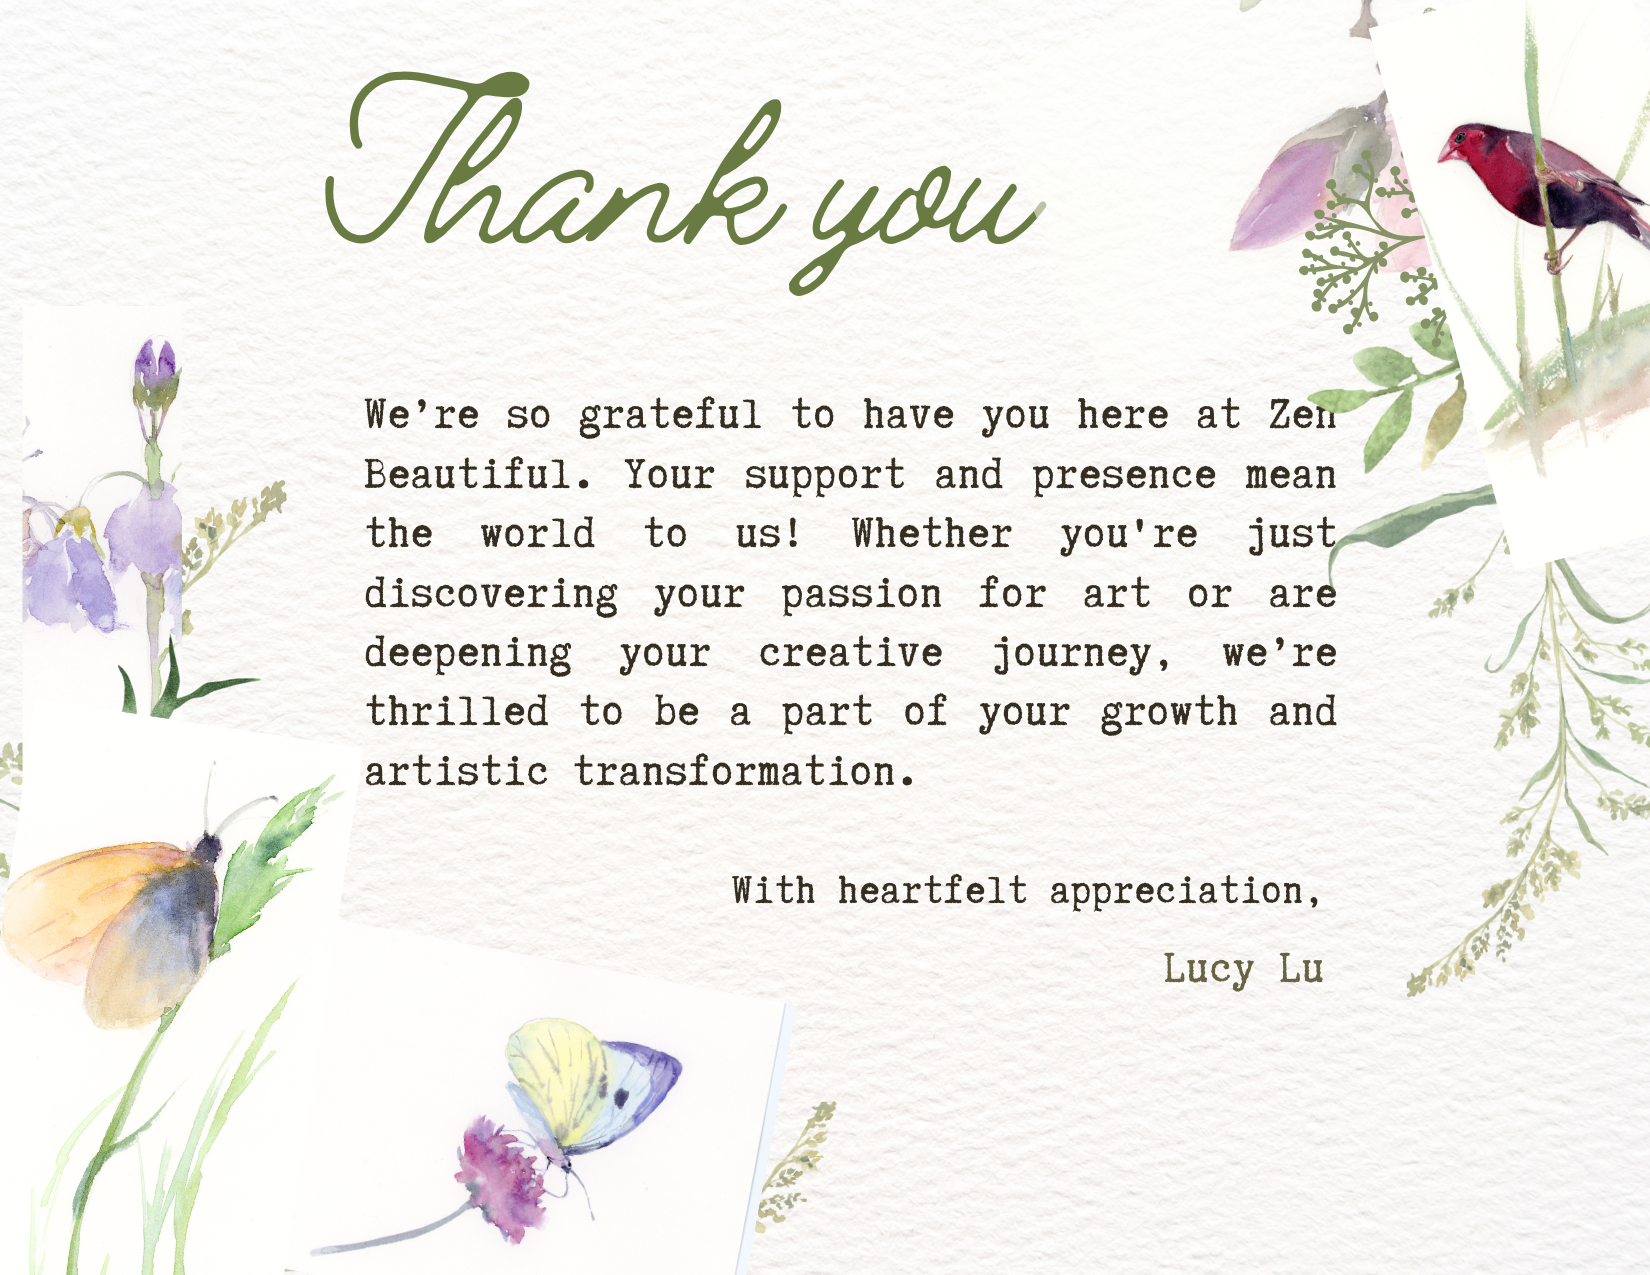 Thank you
We’re so grateful to have you here at Zen
Beautiful. Your support and presence mean
the world to us! Whether you're just
discovering your passion for art or are
deepening your creative journey, we’re
thrilled to be a part of your growth and
artistic transformation.
With heartfelt appreciation,
Lucy Lu